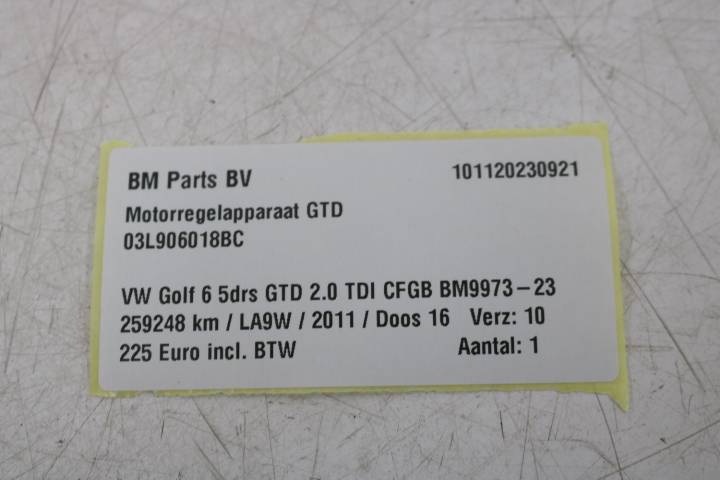 BM Parts BV 101120230921
Motorregelapparaat GTD
03L906018BC
VW Golf 6 5drs GTD 2.0 TDI CFGB BM9973-23
259248 km / LA9W / 2011 / Doos 16 Verz: 10
225 Euro incl. BTW Aantal: 1